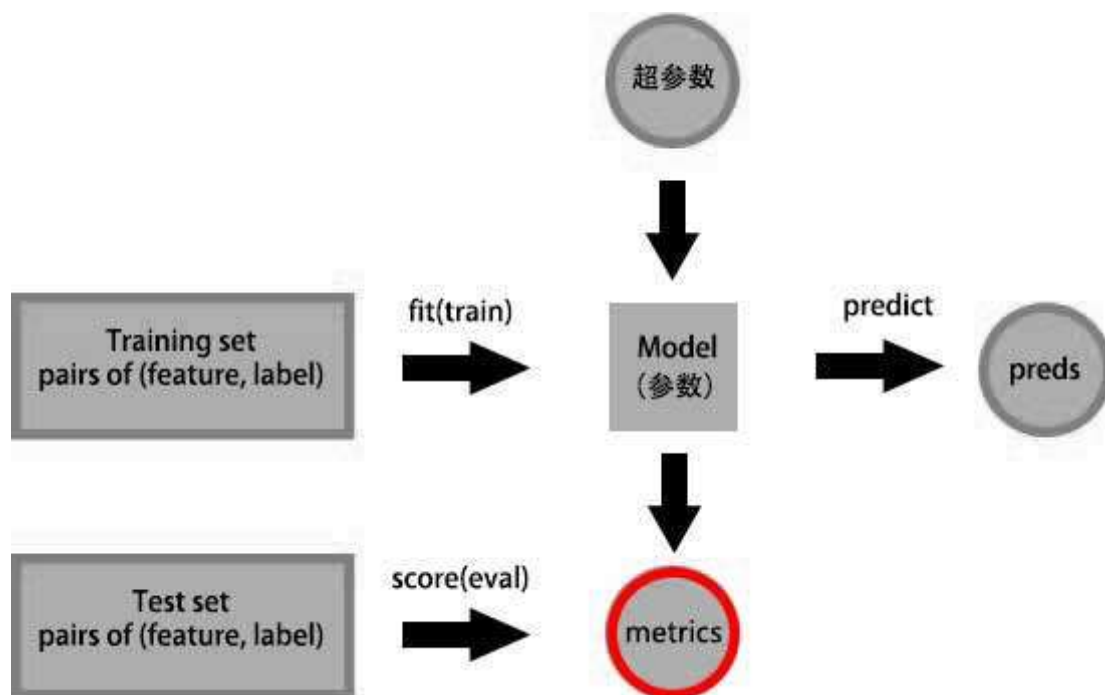 超参数
fit(train)
predict
Training set
pairs of (feature, label)
Model
(参数)
preds
score(eval)
Test set
pairs of (feature, label)
metrics